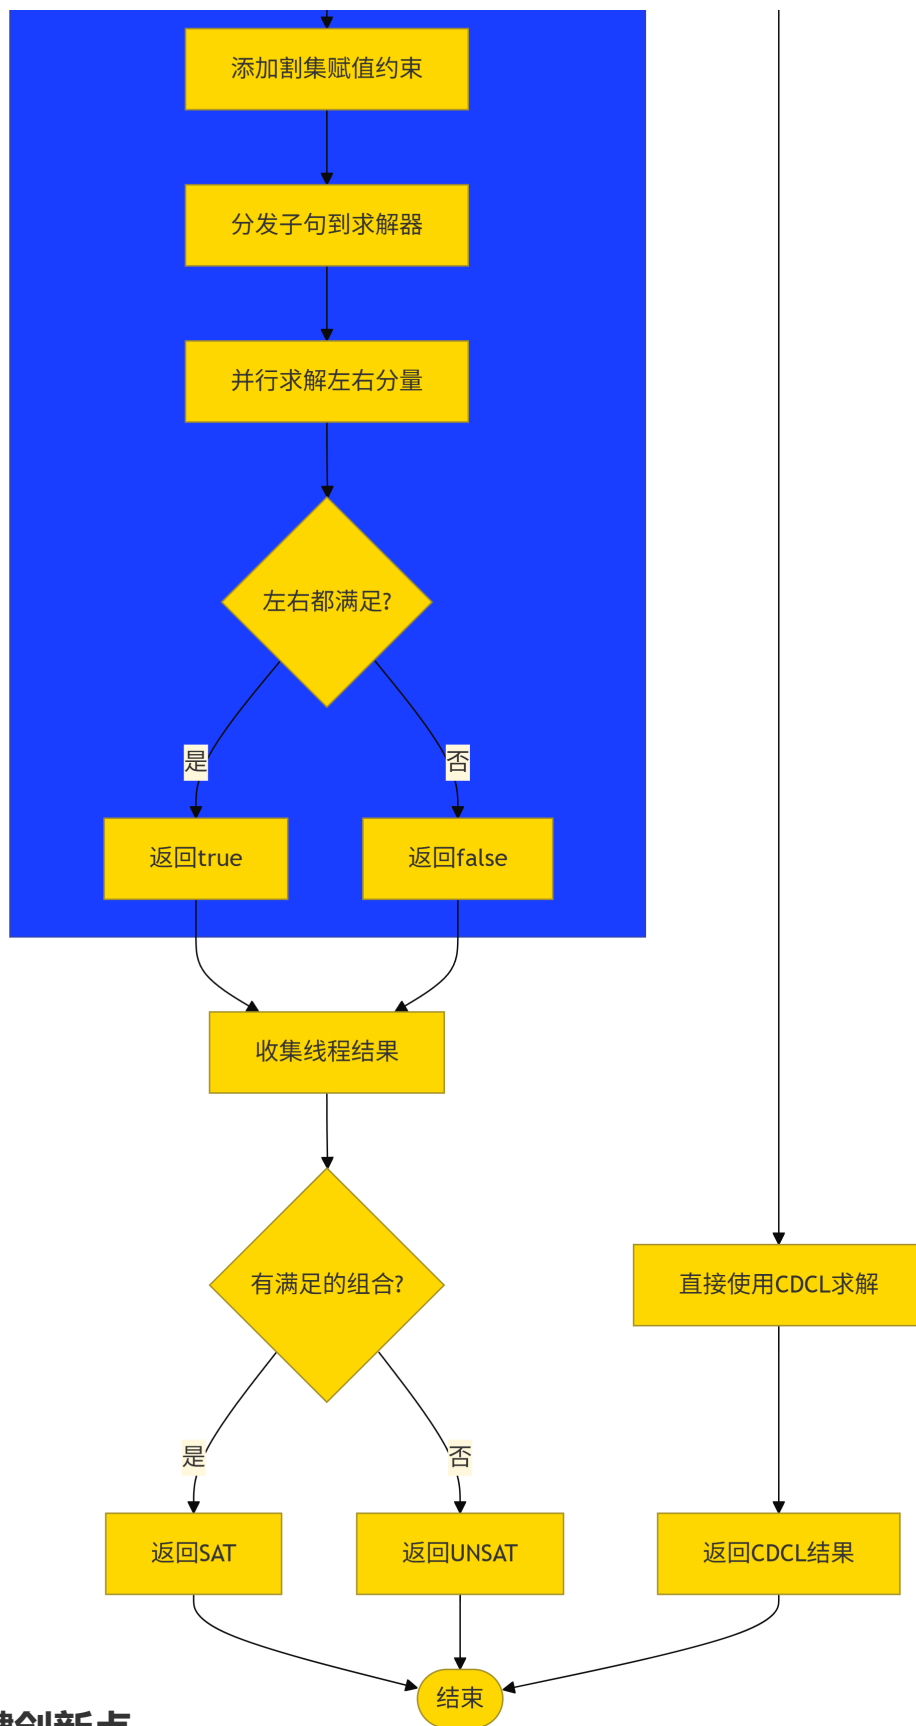 添加割集赋值约束
分发子句到求解器
并行求解左右分量
左右都满足?
是
否
返回true
返回false
收集线程结果
有满足的组合?
直接使用CDCL求解
是
否
返回SAT
返回UNSAT
返回CDCL结果
结束
键创新点